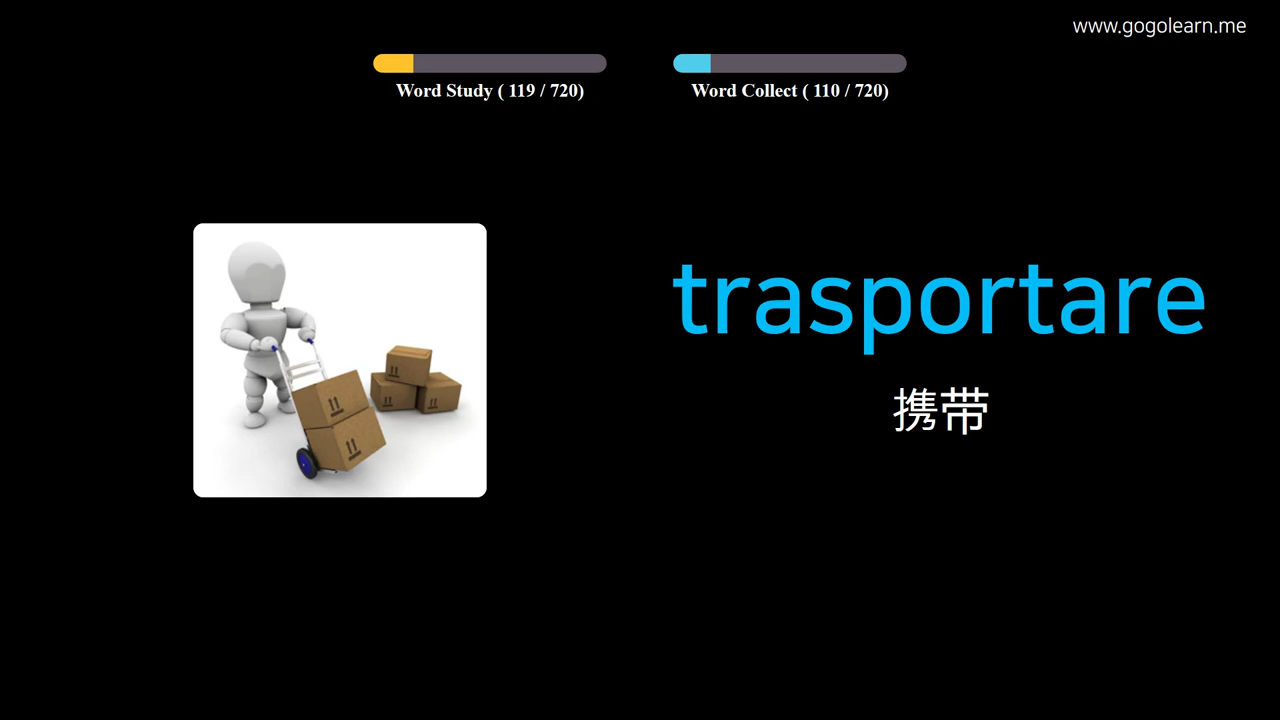 www.gogolearn.me
Word Study ( 119 / 720)
Word Collect ( 110 / 720)
trasportare
携带